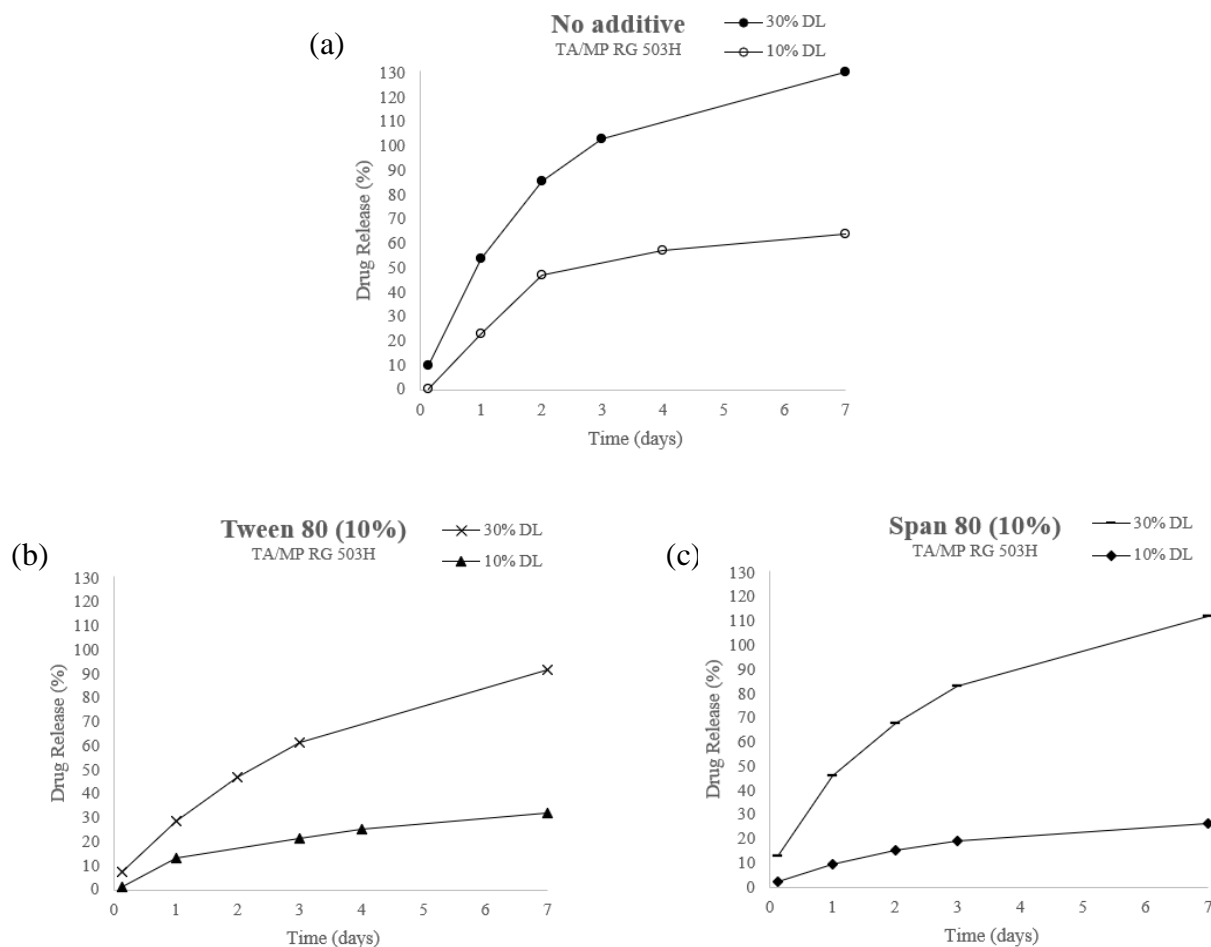 (a)
No additive
TA/MP RG 503H
30% DL
10% DL
130
120
110
100
90
80
70
60
50
40
30
20
10
0
Drug Release (%)
0 1 2 3 4 5 6 7
Time (days)
(b)
Tween 80 (10%)
TA/MP RG 503H
30% DL
10% DL
130
120
110
100
90
80
70
60
50
40
30
20
10
0
Drug Release (%)
0 1 2 3 4 5 6 7
Time (days)
(c)
Span 80 (10%)
TA/MP RG 503H
30% DL
10% DL
130
120
110
100
90
80
70
60
50
40
30
20
10
0
Drug Release (%)
0 1 2 3 4 5 6 7
Time (days)